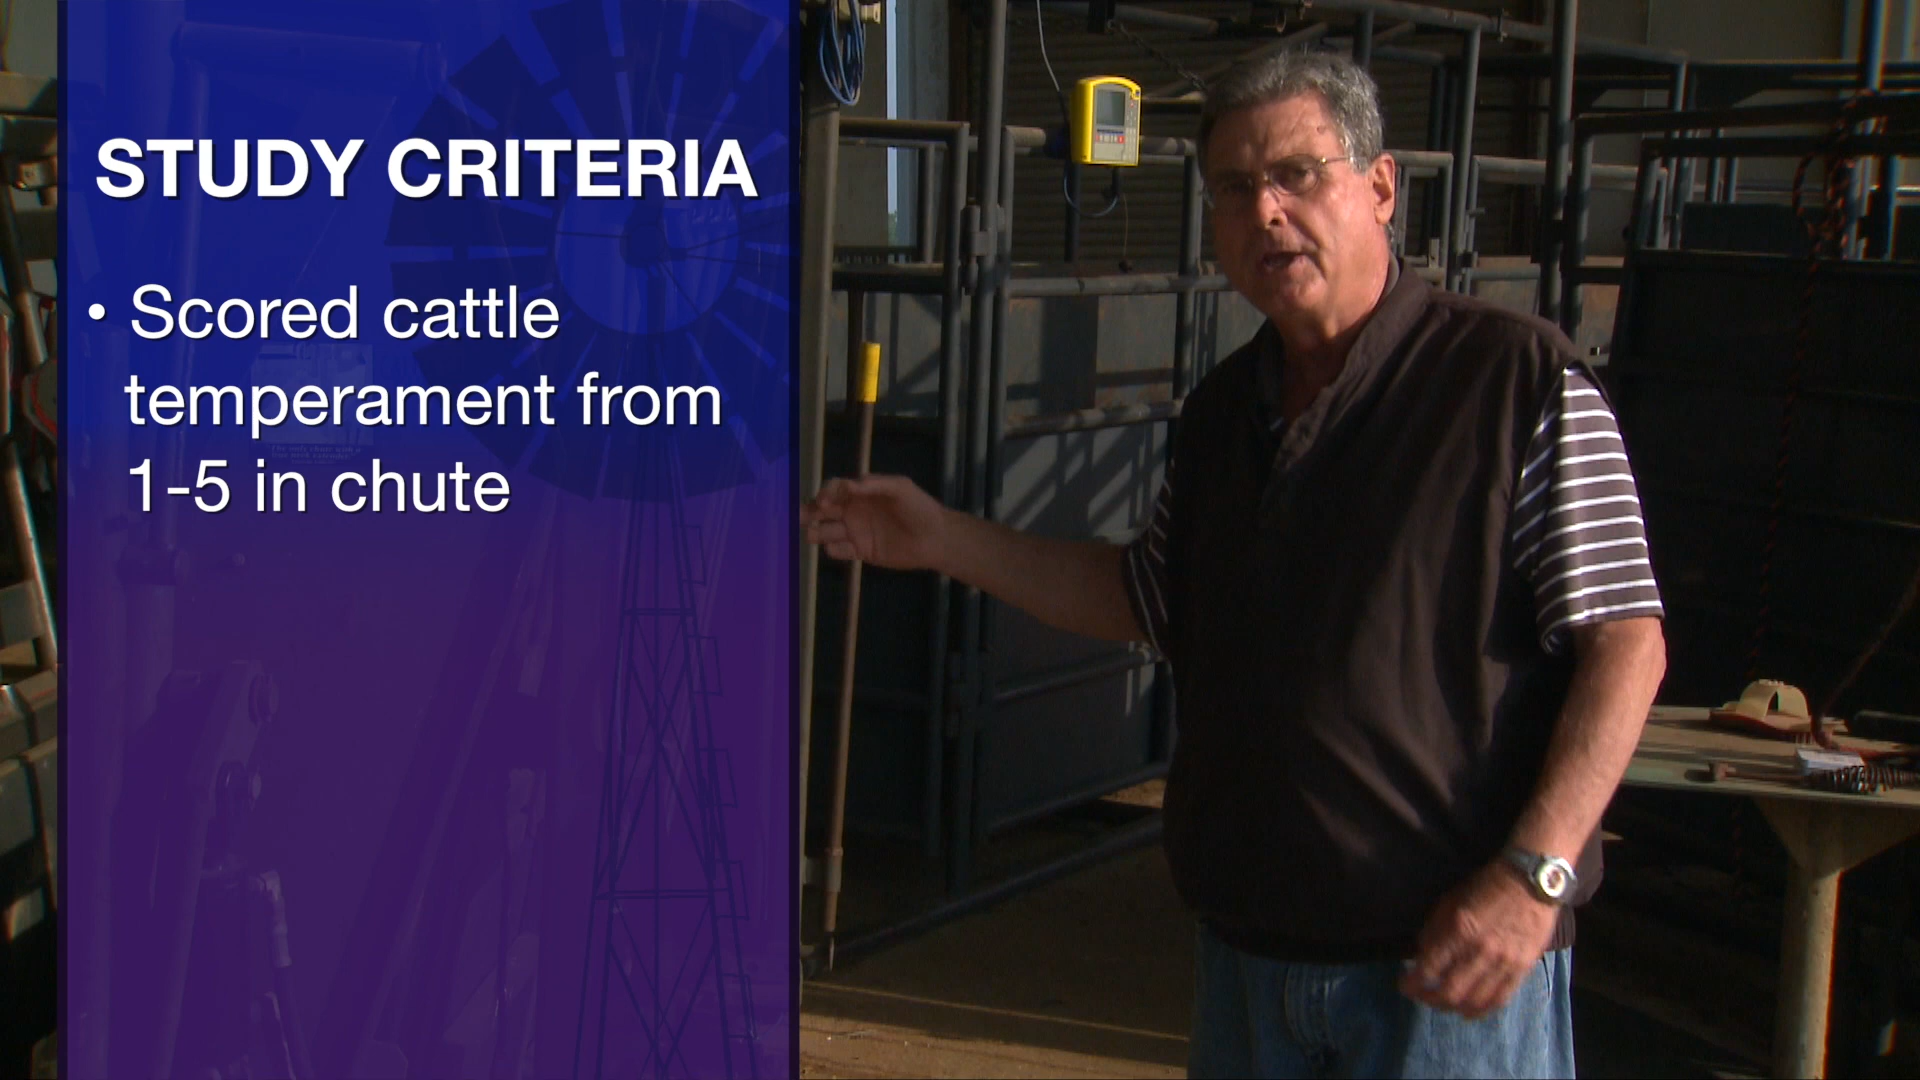 STUDY CRITERIA
• Scored cattle
temperament from
1-5 in chute